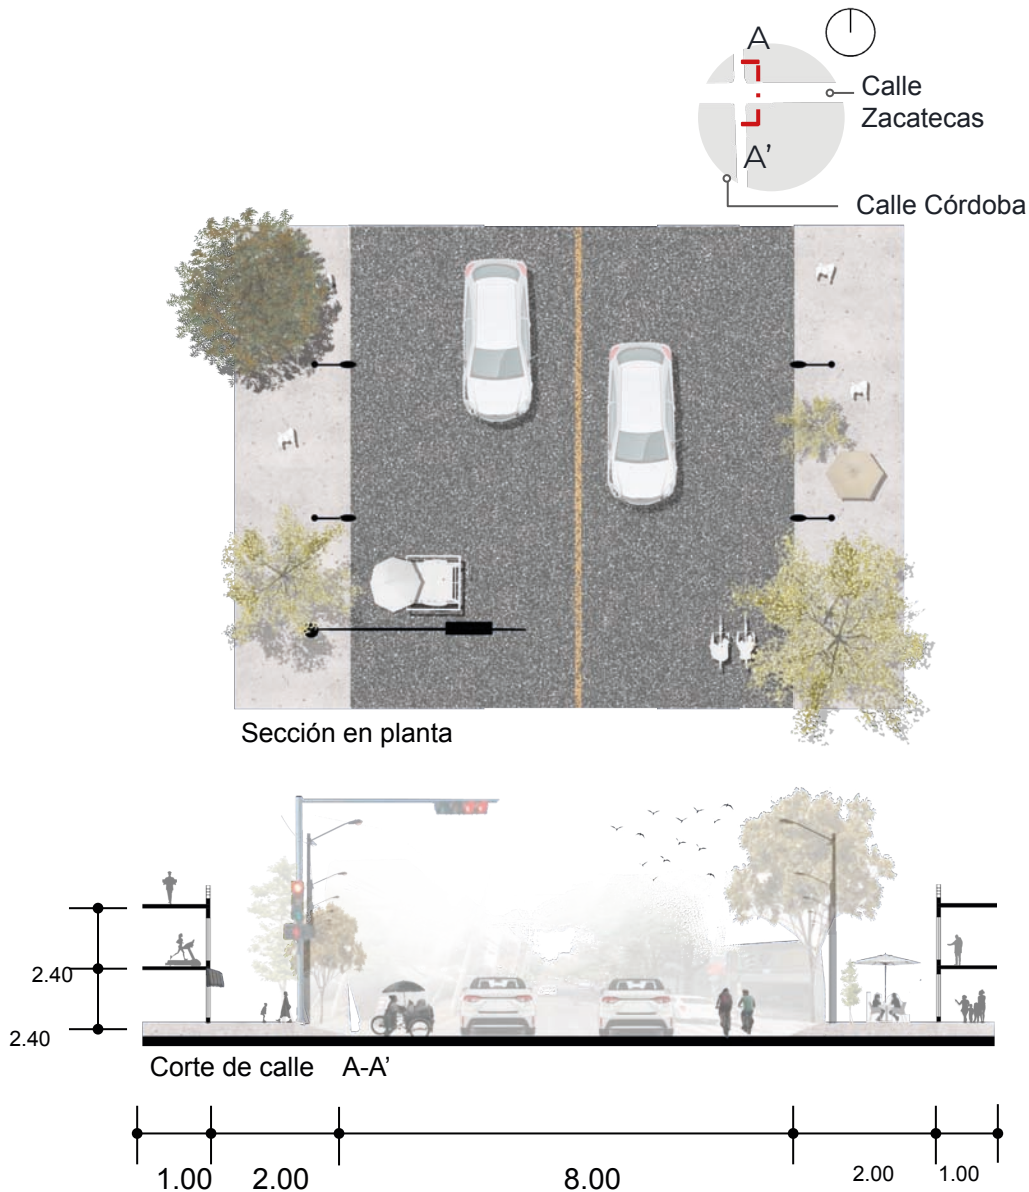 A
Calle
Zacatecas
A’
Calle Córdoba
Sección en planta
2.40
2.40
Corte de calle A-A’
1.00 2.00 8.00 2.00 1.00